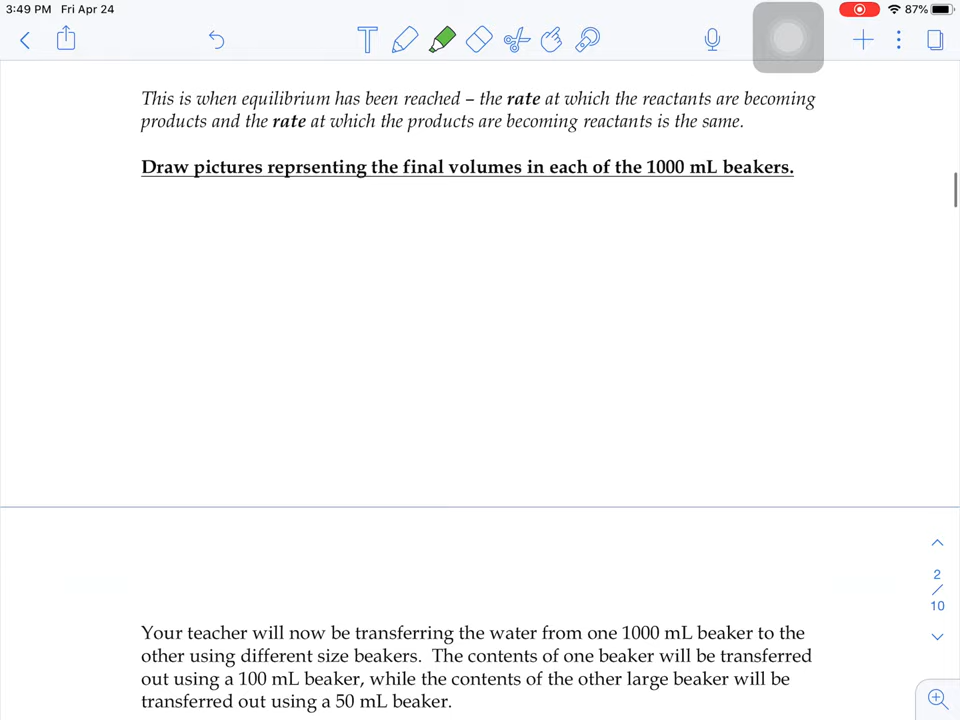 3:49 PM Fri Apr 24
87%
T
This is when equilibrium has been reached – the rate at which the reactants are becoming
products and the rate at which the products are becoming reactants is the same.
Draw pictures reprsenting the final volumes in each of the 1000 mL beakers.
2
/
10
Your teacher will now be transferring the water from one 1000 mL beaker to the
other using different size beakers. The contents of one beaker will be transferred
out using a 100 mL beaker, while the contents of the other large beaker will be
transferred out using a 50 mL beaker.